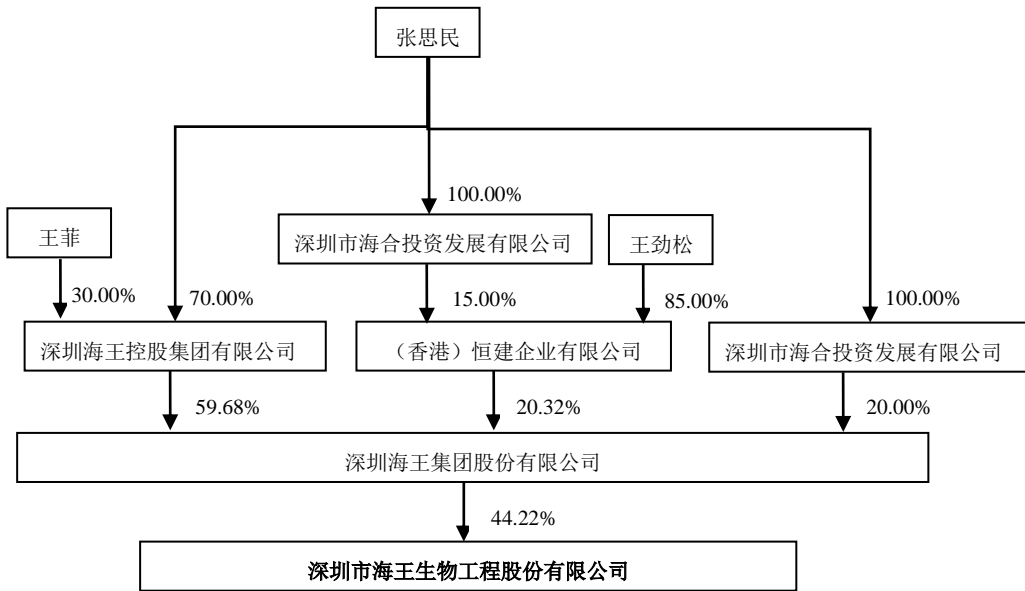 张思民
100.00%
王菲
深圳市海合投资发展有限公司
王劲松
30.00%
70.00%
15.00%
85.00%
100.00%
深圳海王控股集团有限公司
（香港）恒建企业有限公司
深圳市海合投资发展有限公司
59.68%
20.32%
20.00%
深圳海王集团股份有限公司
44.22%
深圳市海王生物工程股份有限公司